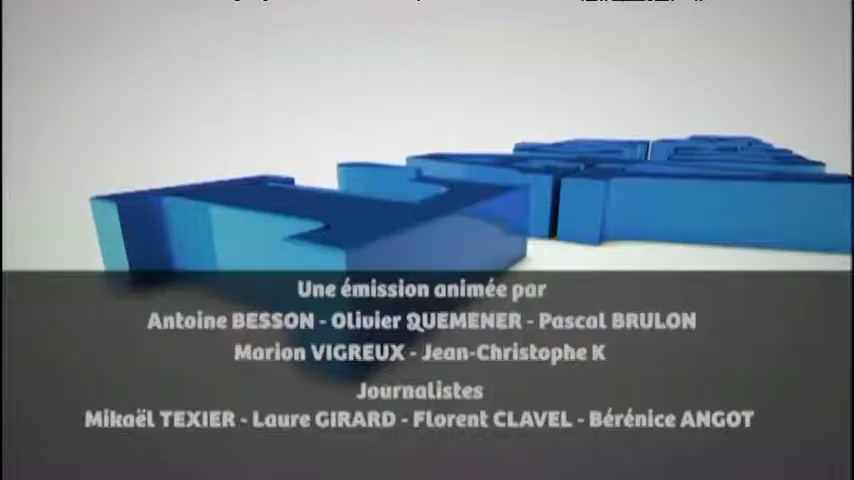 Une émission animée par
Antoine BESSON - Olivier QUEMENER - Pascal BRULON
Marion VIGREUX - Jean-Christophe K
Journalistes
Mikaël TEXIER - Laure GIRARD - Florent CLAVEL - Bérénice ANGOT